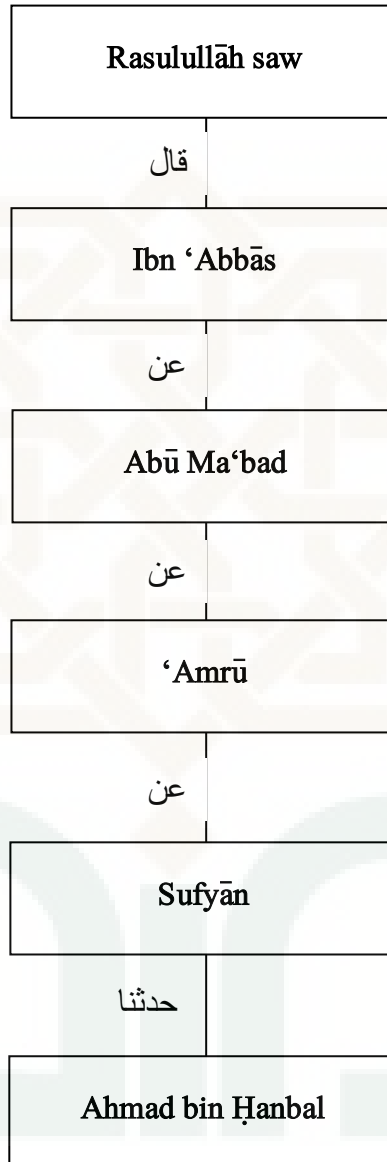 Rasulullāh saw
قال
Ibn ‘Abbās
عن
Abū Ma‘bad
عن
‘Amrū
عن
Sufyān
حدثنا
Ahmad bin Ḥanbal